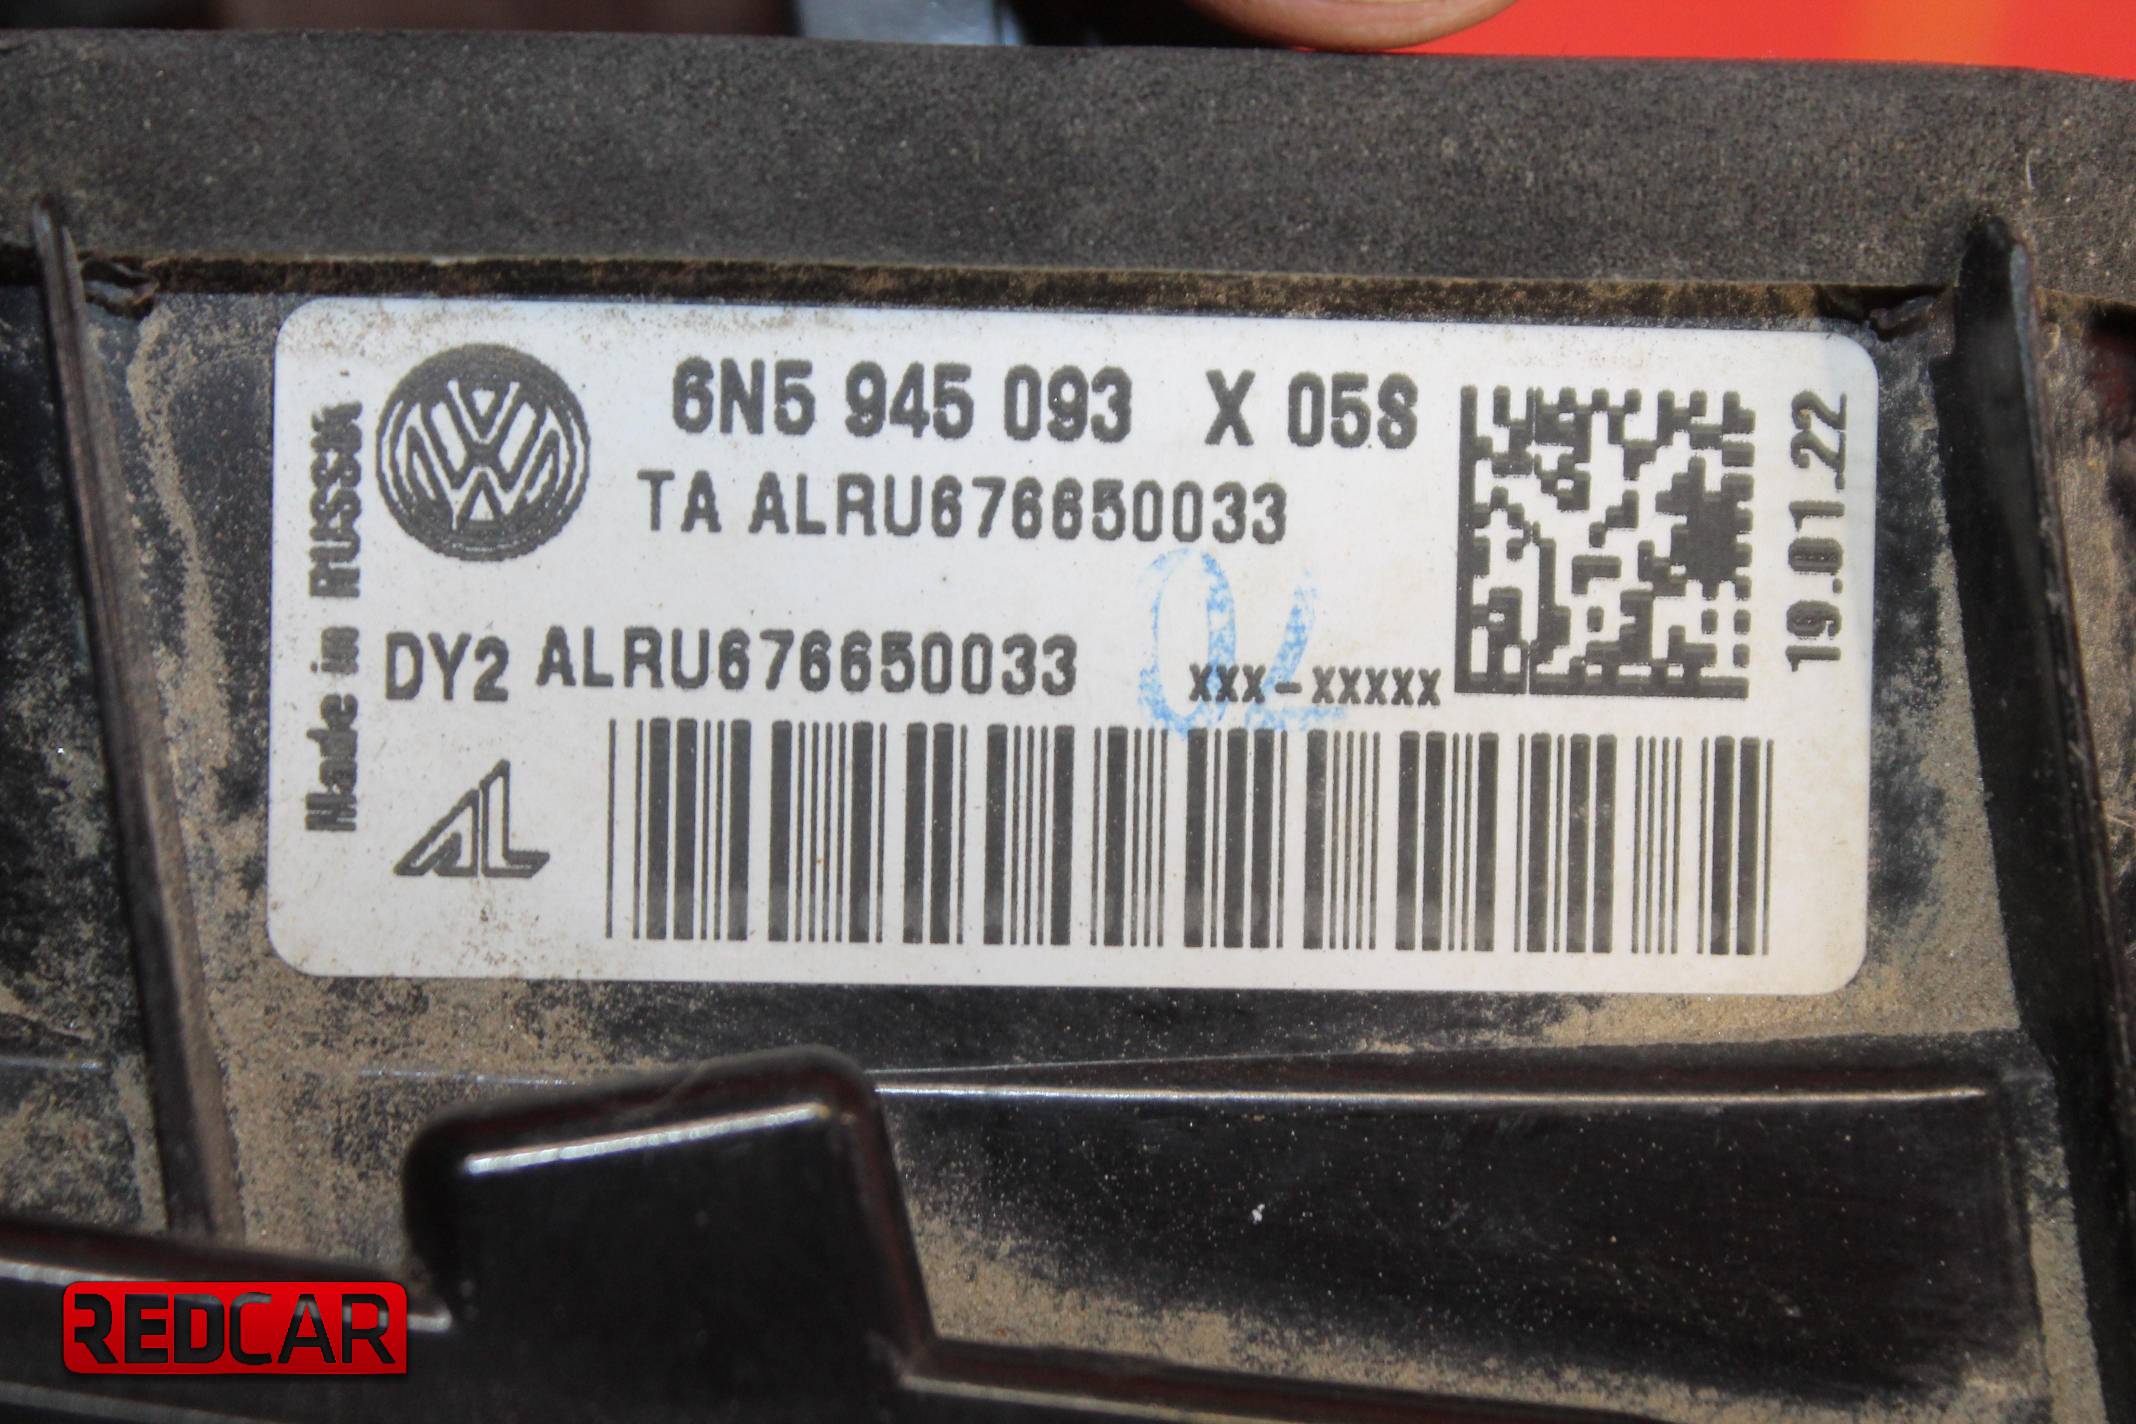 6N5 945 093 X 05S
TA ALRU676650033
DY2 ALRU676650033
xxx-xxxxx
Made in RUSSIA
19.01.22
AL
REDCAR